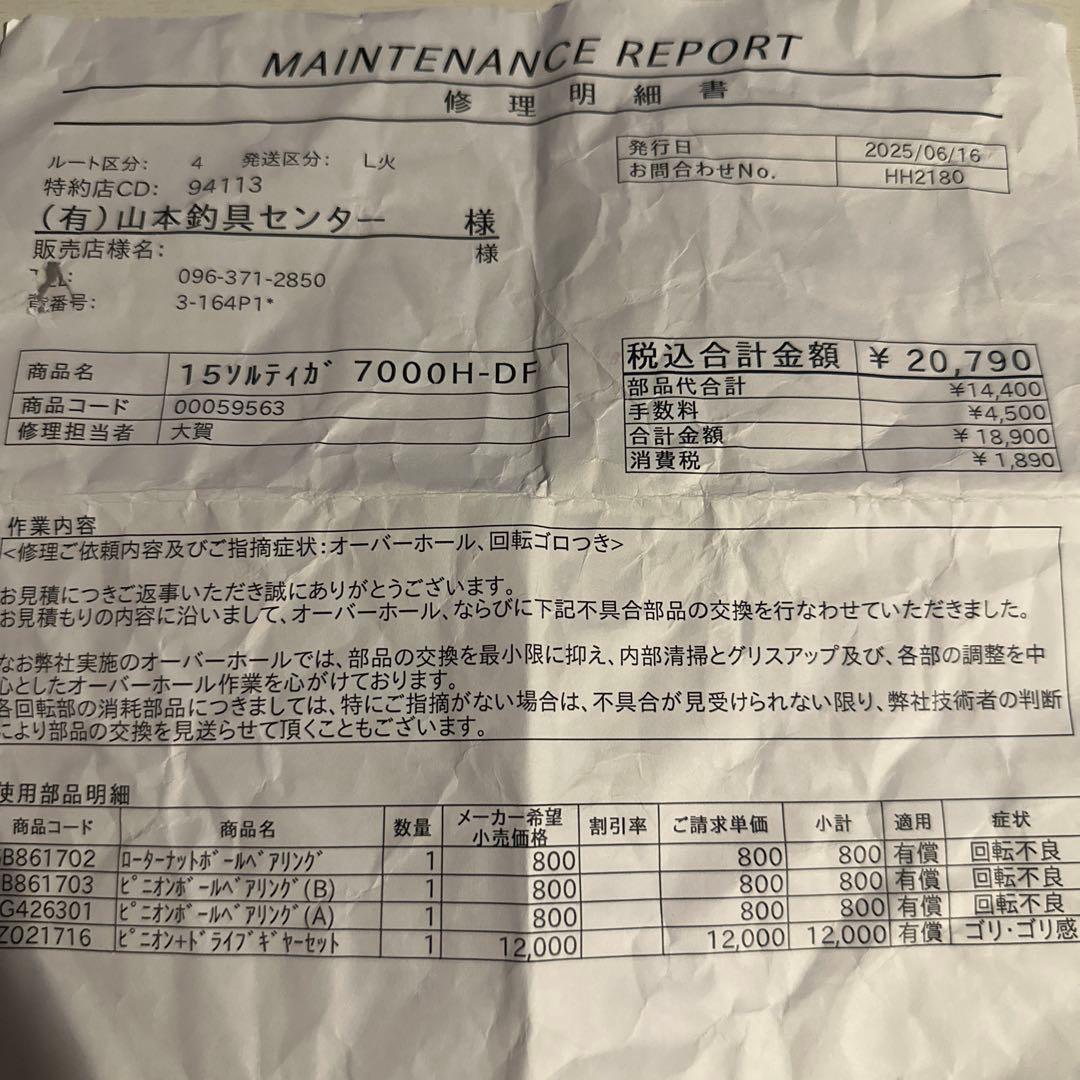 MAINTENANCE REPORT
修理明細書
ルート区分: 4 発送区分: L火
特約店CD: 94113
(有)山本釣具センター 様
販売店様名: 様
096-371-2850
番号: 3-164P1*
発行日 2025/06/16
お問合わせNo. HH2180
商品名 15ソルティガ 7000H-DF
商品コード 00059563
修理担当者 大賀
税込合計金額 ¥ 20,790
部品代合計 ¥14,400
手数料 ¥4,500
合計金額 ¥ 18,900
消費税 ¥ 1,890
作業内容
<修理ご依頼内容及びご指摘症状:オーバーホール、回転ゴロつき>
お見積につきご返事いただき誠にありがとうございます。
お見積もりの内容に沿いまして、オーバーホール、ならびに下記不具合部品の交換を行なわせていただきました。
なお弊社実施のオーバーホールでは、部品の交換を最小限に抑え、内部清掃とグリスアップ及び、各部の調整を中
心としたオーバーホール作業を心がけております。
各回転部の消耗部品につきましては、特にご指摘がない場合は、不具合が見受けられない限り、弊社技術者の判断
により部品の交換を見送らせて頂くこともございます。
使用部品明細
商品コード 商品名 数量 メーカー希望小売価格 割引率 ご請求単価 小計 適用 症状
B861702 ローターナットボールベアリング 1 800 800 800 有償 回転不良
B861703 ピニオンボールベアリング(B) 1 800 800 800 有償 回転不良
G426301 ピニオンボールベアリング(A) 1 800 800 800 有償 回転不良
Z021716 ピニオン+ドライブギヤーセット 1 12,000 12,000 12,000 有償 ゴリ・ゴリ感